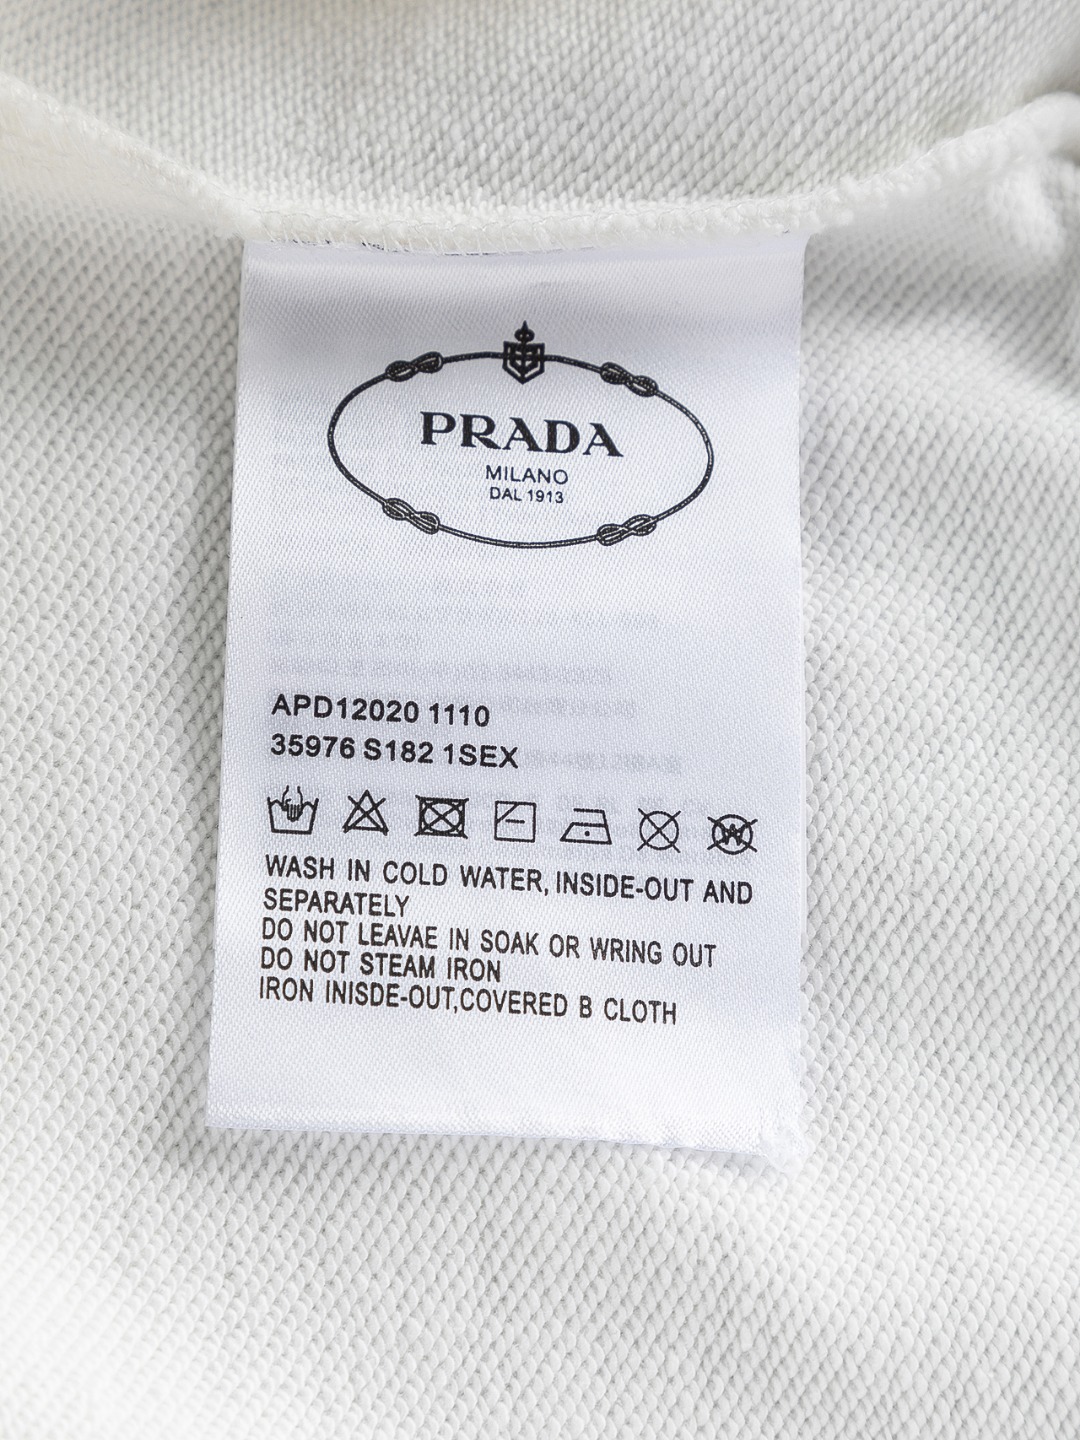 PRADA
MILANO
DAL 1913
APD12020 1110
35976 S182 1SEX
WASH IN COLD WATER, INSIDE-OUT AND
SEPARATELY
DO NOT LEAVAE IN SOAK OR WRING OUT
DO NOT STEAM IRON
IRON INISDE-OUT,COVERED B CLOTH